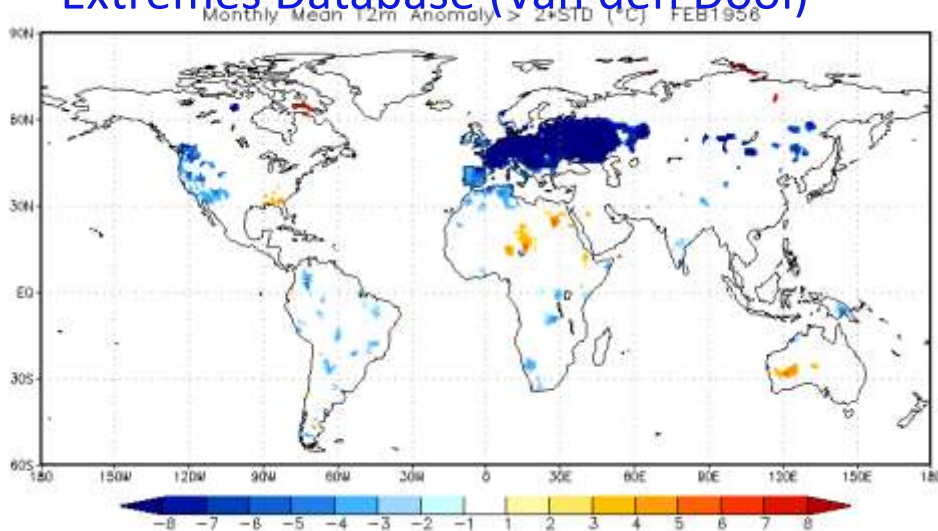 Extremes Database (Van den Dool)
Monthly Mean T2m Anomaly > 2*STD (°C) FEB1956
90N
60N
30N
EQ
30S
60S
180 150W 120W 90W 60W 30W 0 30E 60E 90E 120E 150E 180
-8 -7 -6 -5 -4 -3 -2 -1 1 2 3 4 5 6 7 8